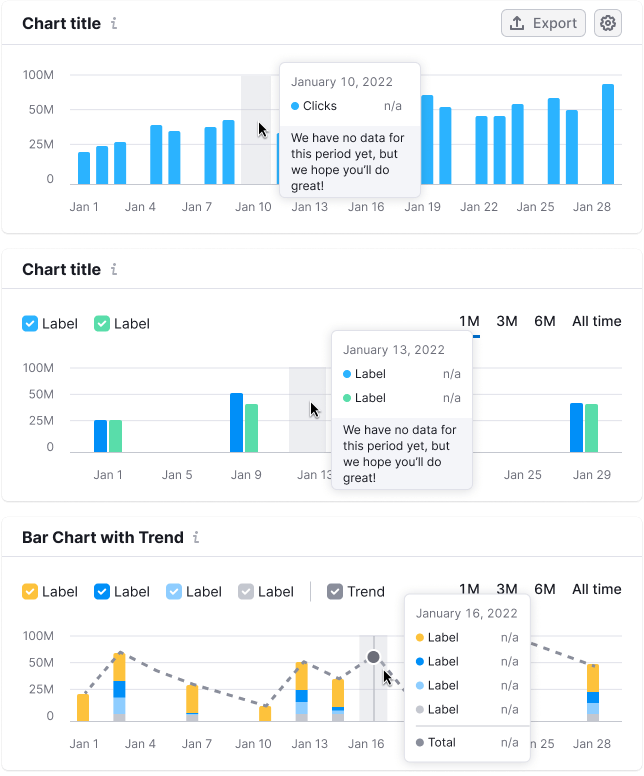 Chart title
Export
100M
50M
25M
0
January 10, 2022
Clicks n/a
We have no data for
this period yet, but
we hope you'll do
great!
Jan 1 Jan 4 Jan 7 Jan 10 Jan 13 Jan 16 Jan 19 Jan 22 Jan 25 Jan 28
Chart title
Label Label
1M 3M 6M All time
100M
50M
25M
0
January 13, 2022
Label n/a
Label n/a
We have no data for
this period yet, but
we hope you'll do
great!
Jan 1 Jan 5 Jan 9 Jan 13 Jan 25 Jan 29
Bar Chart with Trend
Label Label Label Label Trend
1M 3M 6M All time
100M
50M
25M
0
January 16, 2022
Label n/a
Label n/a
Label n/a
Label n/a
Total n/a
Jan 1 Jan 4 Jan 7 Jan 10 Jan 13 Jan 16 an 25 Jan 28